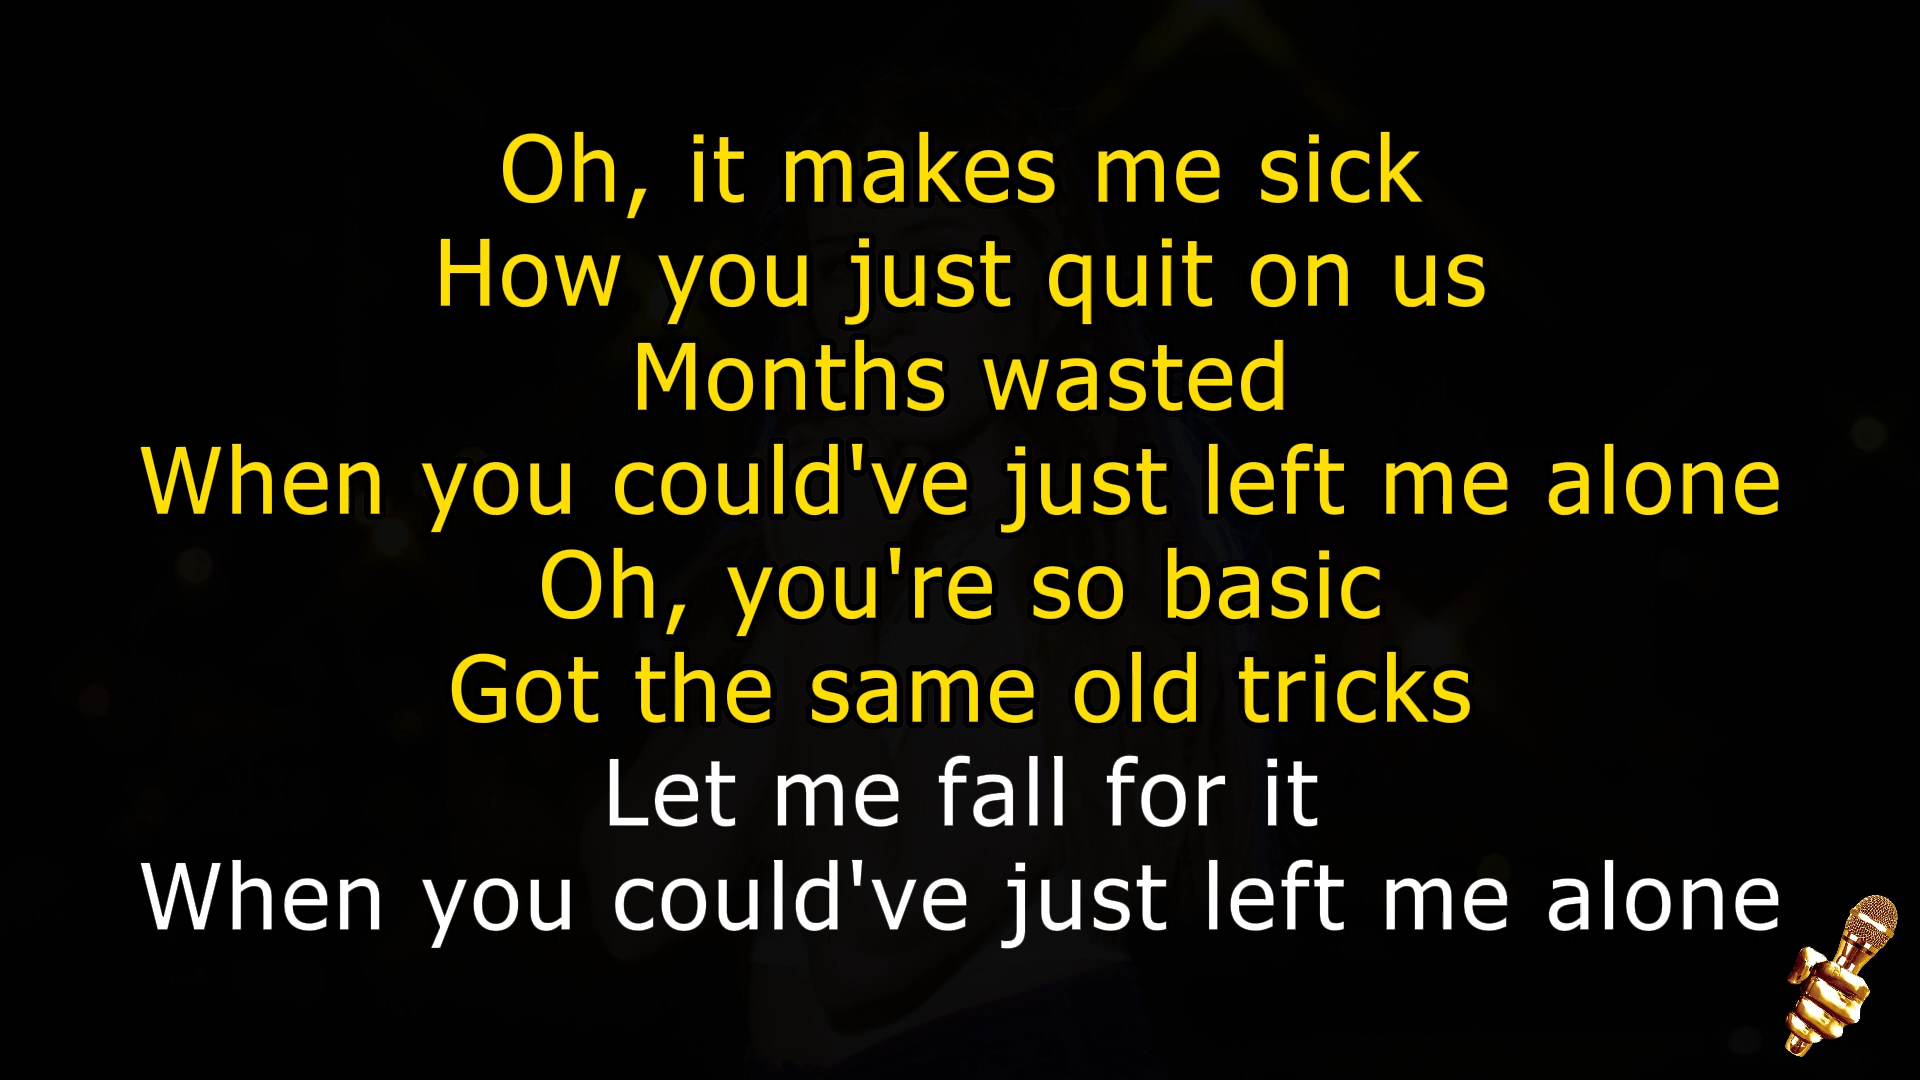 Oh, it makes me sick
How you just quit on us
Months wasted
When you could've just left me alone
Oh, you're so basic
Got the same old tricks
Let me fall for it
When you could've just left me alone